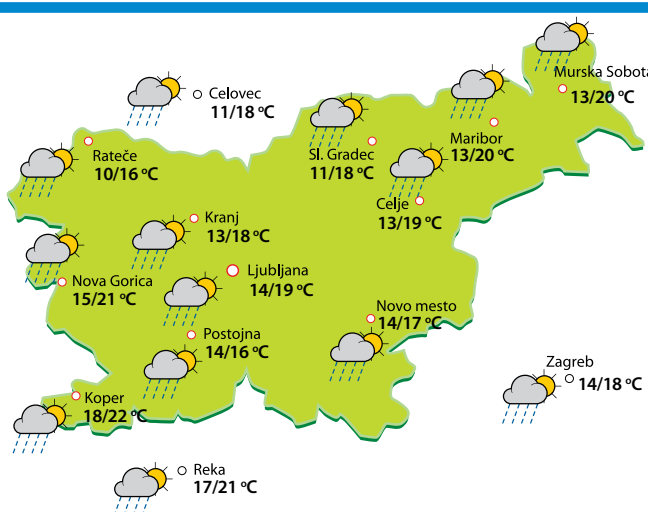 Murska Sobota
13/20 °C
Celovec
11/18 °C
Maribor
13/20 °C
Sl. Gradec
11/18 °C
Rateče
10/16 °C
Celje
13/19 °C
Kranj
13/18 °C
Ljubljana
14/19 °C
Nova Gorica
15/21 °C
Novo mesto
14/17 °C
Postojna
14/16 °C
Zagreb
14/18 °C
Koper
18/22 °C
Reka
17/21 °C